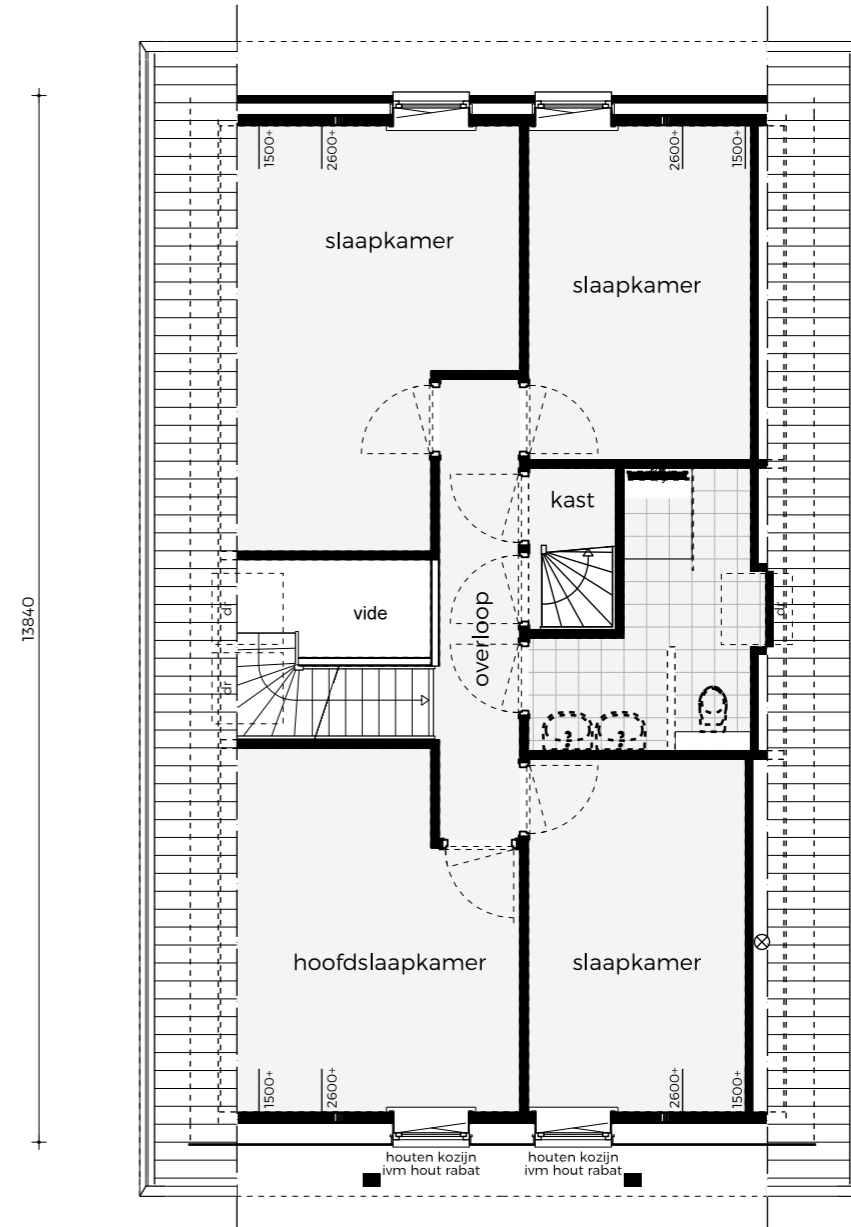 1500+
2600+
2600+
1500+
slaapkamer
slaapkamer
kast
13840
dr
vide
overloop
dr
dr
hoofdslaapkamer
slaapkamer
1500+
2600+
2600+
1500+
houten kozijn
ivm hout rabat
houten kozijn
ivm hout rabat